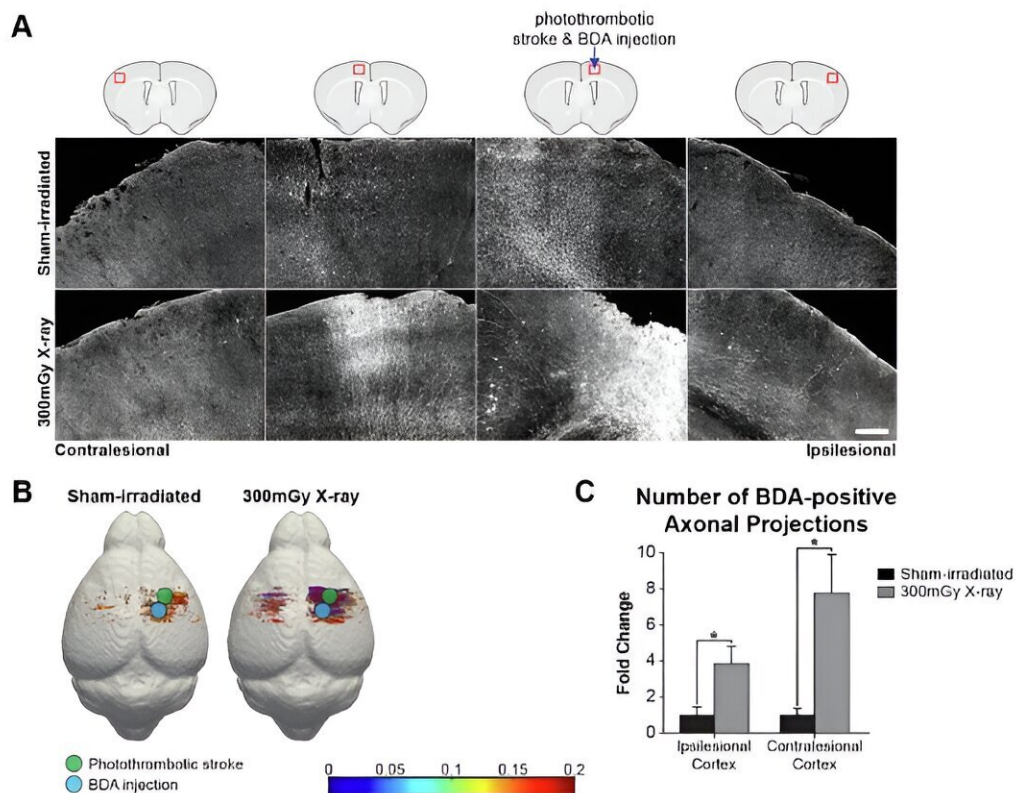 A
photothrombotic
stroke & BDA injection
Sham-irradiated
300mGy X-ray
Contralesional
Ipsilesional
B
Sham-irradiated
300mGy X-ray
Photothrombotic stroke
BDA injection
0
0.05
0.1
0.15
0.2
C
Number of BDA-positive
Axonal Projections
Fold Change
10
8
6
4
2
0
*
*
Sham-irradiated
300mGy X-ray
Ipsilesional
Cortex
Contralesional
Cortex